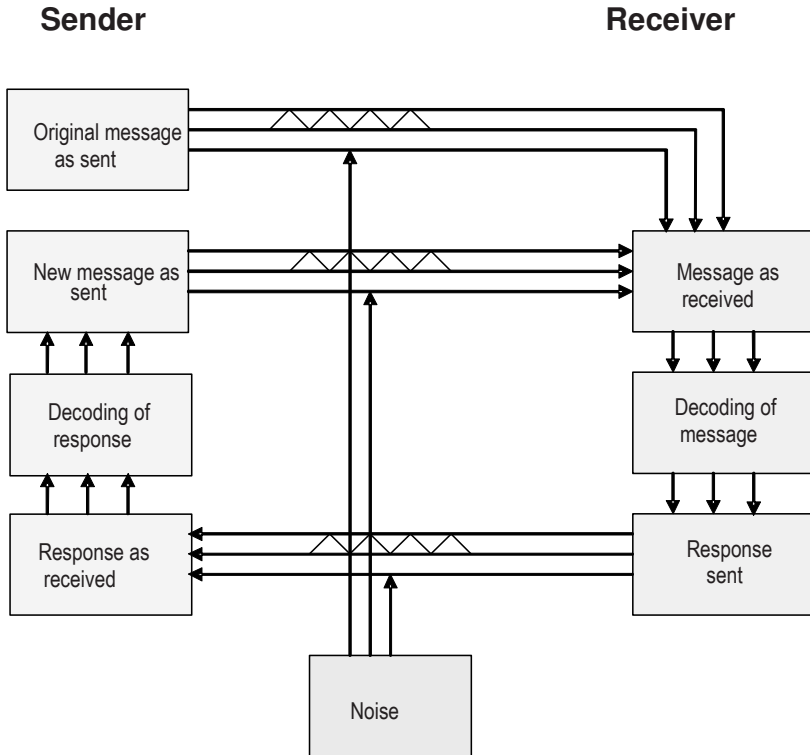 Sender
Receiver
Original message
as sent
New message as
sent
Message as
received
Decoding of
response
Decoding of
message
Response as
received
Response
sent
Noise